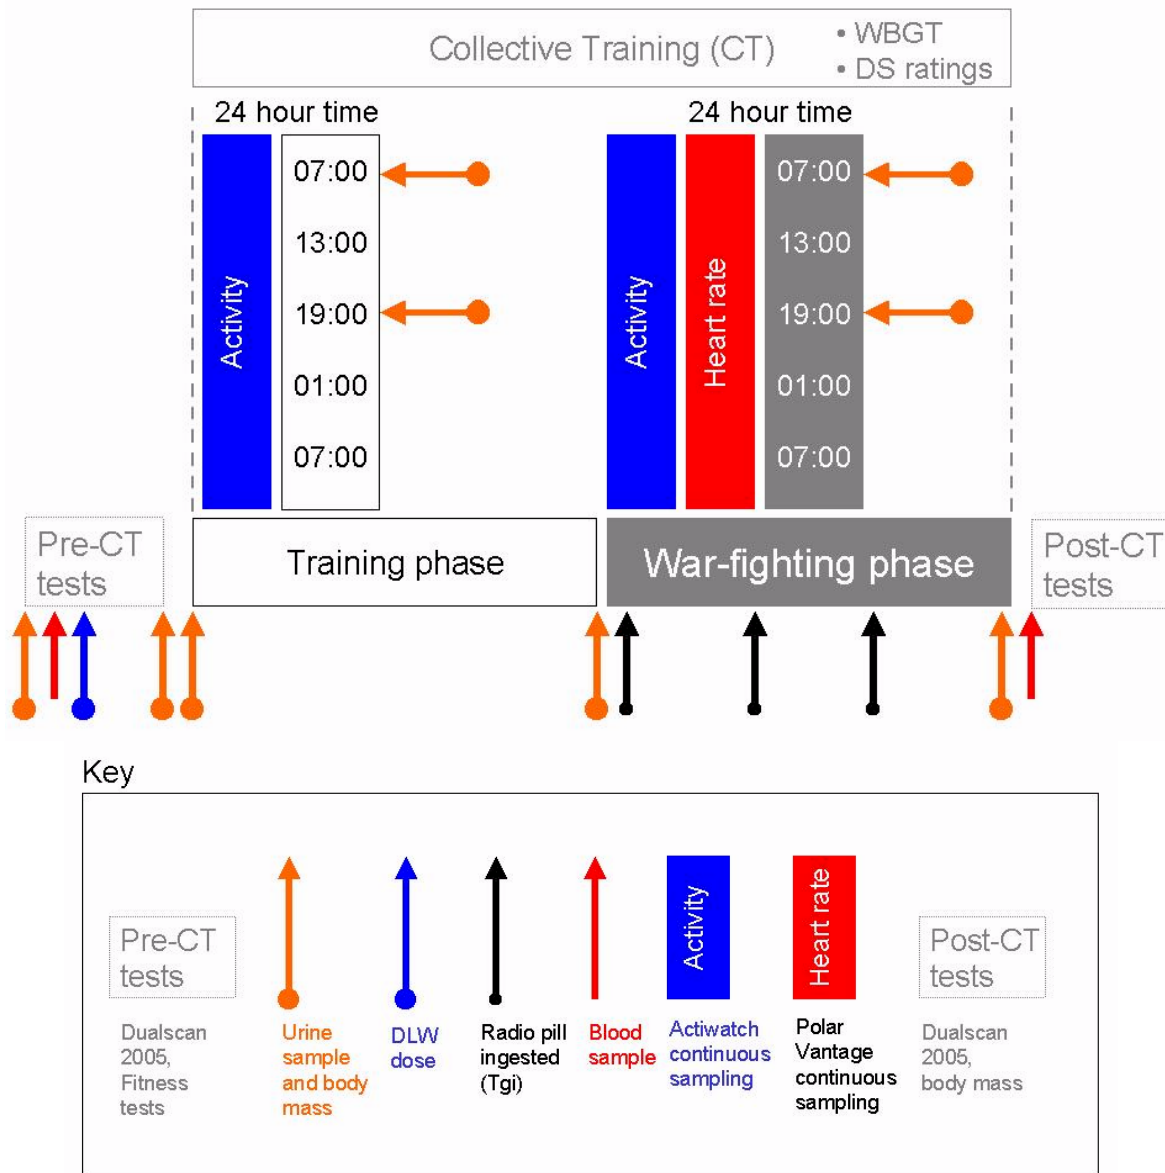 Collective Training (CT)
• WBGT
• DS ratings
24 hour time
24 hour time
Activity
07:00
13:00
19:00
01:00
07:00
Activity
Heart rate
07:00
13:00
19:00
01:00
07:00
Pre-CT
tests
Training phase
War-fighting phase
Post-CT
tests
Key
Pre-CT
tests
Activity
Heart rate
Post-CT
tests
Dualscan
2005,
Fitness
tests
Urine
sample
and body
mass
DLW
dose
Radio pill
ingested
(Tgi)
Blood
sample
Actiwatch
continuous
sampling
Polar
Vantage
continuous
sampling
Dualscan
2005,
body mass